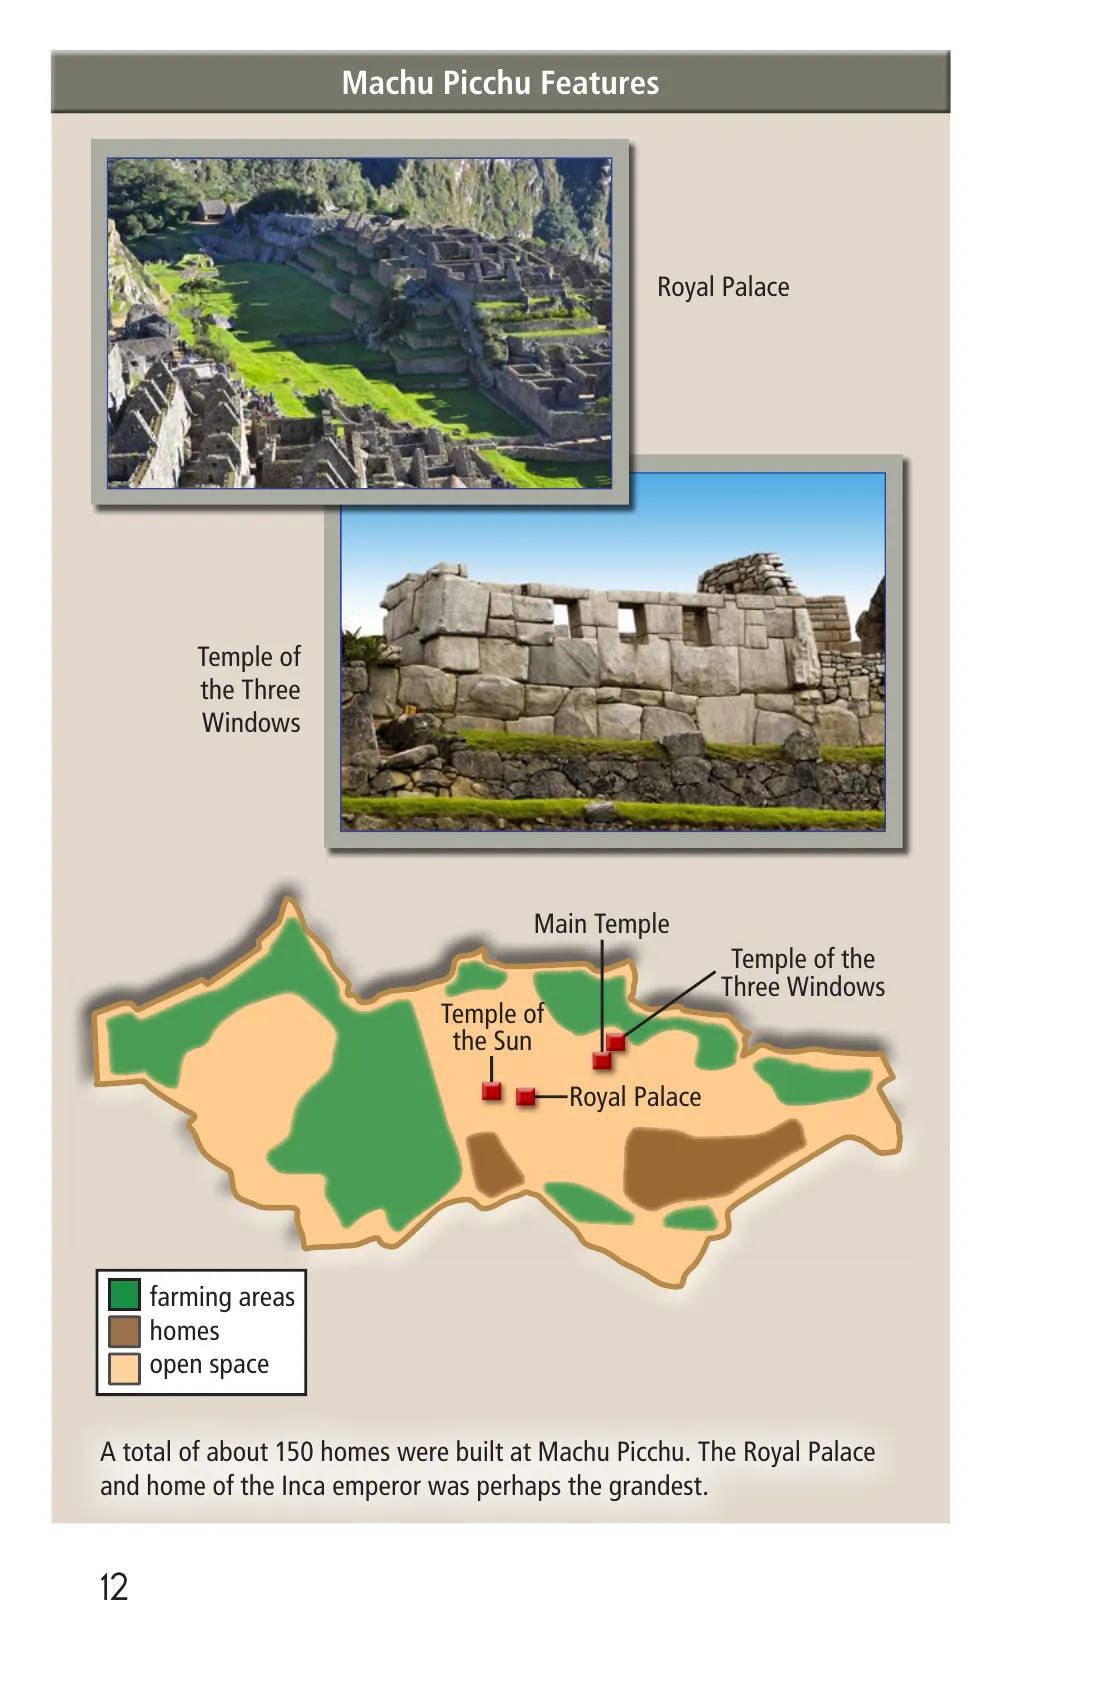 Machu Picchu Features
Royal Palace
Temple of
the Three
Windows
Main Temple
Temple of the
Three Windows
Temple of
the Sun
Royal Palace
farming areas
homes
open space
A total of about 150 homes were built at Machu Picchu. The Royal Palace
and home of the Inca emperor was perhaps the grandest.
12